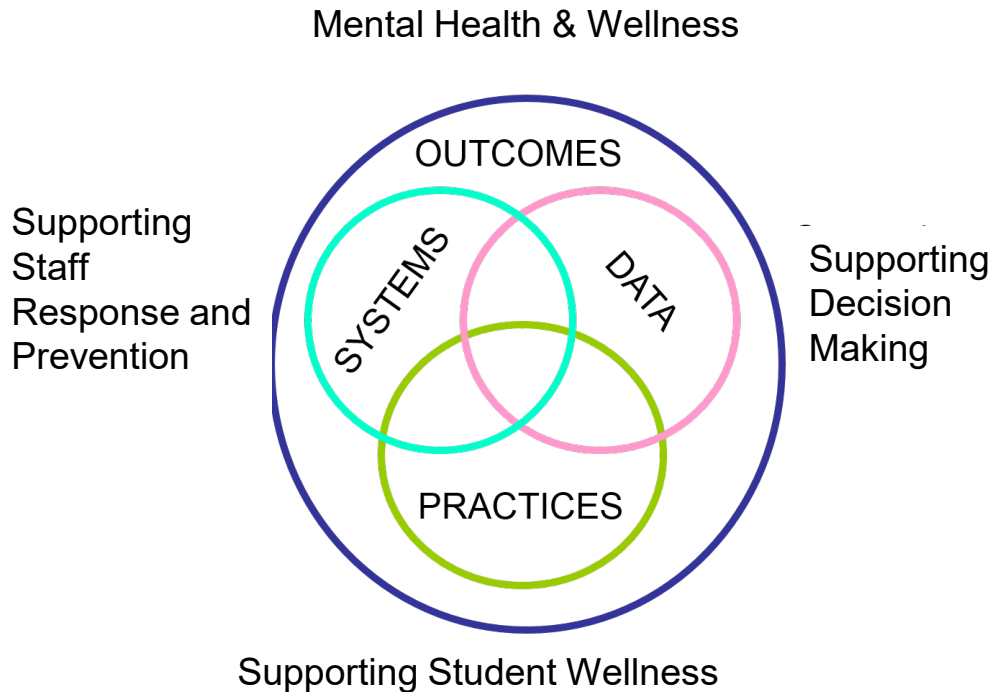 Mental Health & Wellness
OUTCOMES
Supporting
Staff
Response and
Prevention
SYSTEMS
DATA
Supporting
Decision
Making
PRACTICES
Supporting Student Wellness